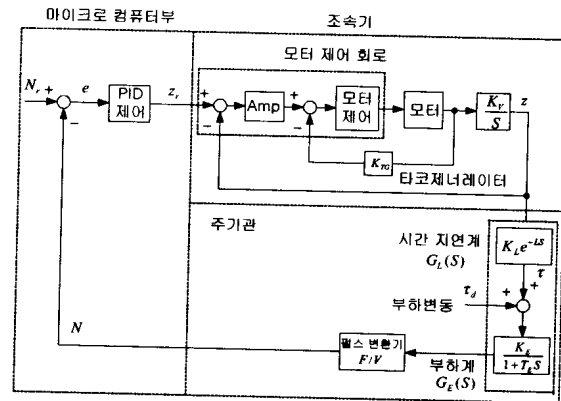 마이크로 컴퓨터부
조속기
모터 제어 회로
N_r
+
e
−
PID
제어
z_r
+
−
Amp
+
−
모터
제어
모터
K_V
S
z
K_TG
타코제너레이터
주기관
시간 지연계
G_L(S)
K_L e^-LS
τ
τ_d
+
+
부하변동
N
펄스 변환기
F/V
부하계
G_E(S)
K_E
1+T_E S